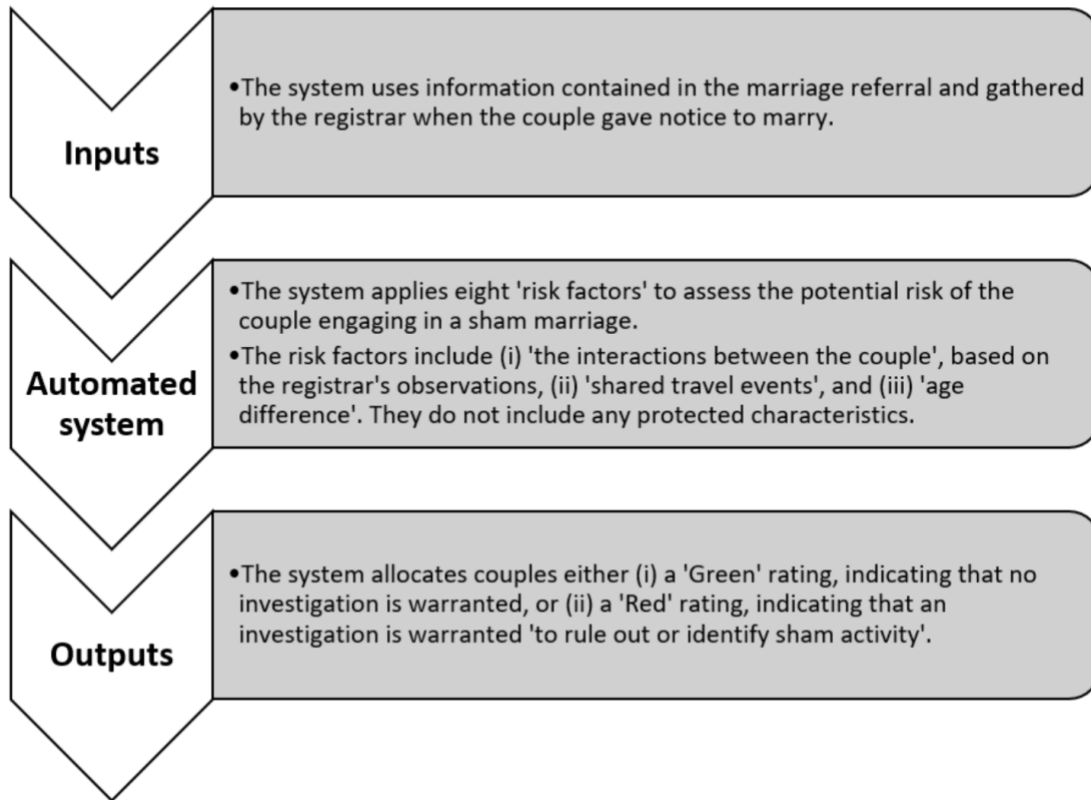 Inputs
•The system uses information contained in the marriage referral and gathered
by the registrar when the couple gave notice to marry.
Automated
system
•The system applies eight 'risk factors' to assess the potential risk of the
couple engaging in a sham marriage.
•The risk factors include (i) 'the interactions between the couple', based on
the registrar's observations, (ii) 'shared travel events', and (iii) 'age
difference'. They do not include any protected characteristics.
Outputs
•The system allocates couples either (i) a 'Green' rating, indicating that no
investigation is warranted, or (ii) a 'Red' rating, indicating that an
investigation is warranted 'to rule out or identify sham activity'.